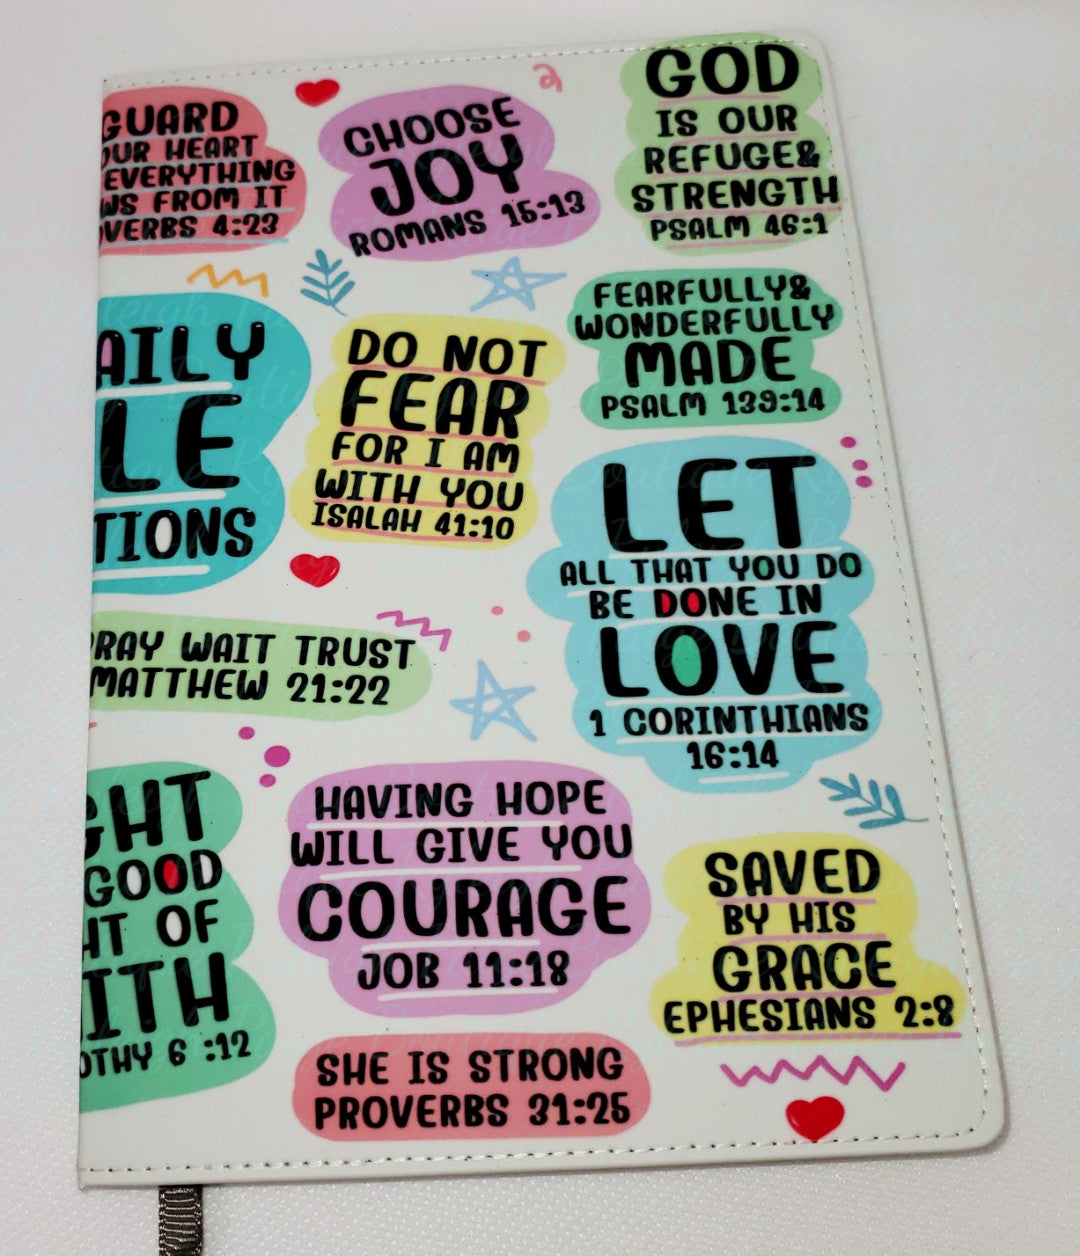 GUARD
OUR HEART
EVERYTHING
WS FROM IT
VERBS 4:23
CHOOSE
JOY
ROMANS 15:13
GOD
IS OUR
REFUGE&
STRENGTH
PSALM 46:1
AILY
LE
TIONS
DO NOT
FEAR
FOR I AM
WITH YOU
ISALAH 41:10
FEARFULLY&
WONDERFULLY
MADE
PSALM 139:14
LET
ALL THAT YOU DO
BE DONE IN
LOVE
1 CORINTHIANS
16:14
PRAY WAIT TRUST
MATTHEW 21:22
GHT
GOOD
HT OF
ITH
OTHY 6 :12
HAVING HOPE
WILL GIVE YOU
COURAGE
JOB 11:18
SAVED
BY HIS
GRACE
EPHESIANS 2:8
SHE IS STRONG
PROVERBS 31:25